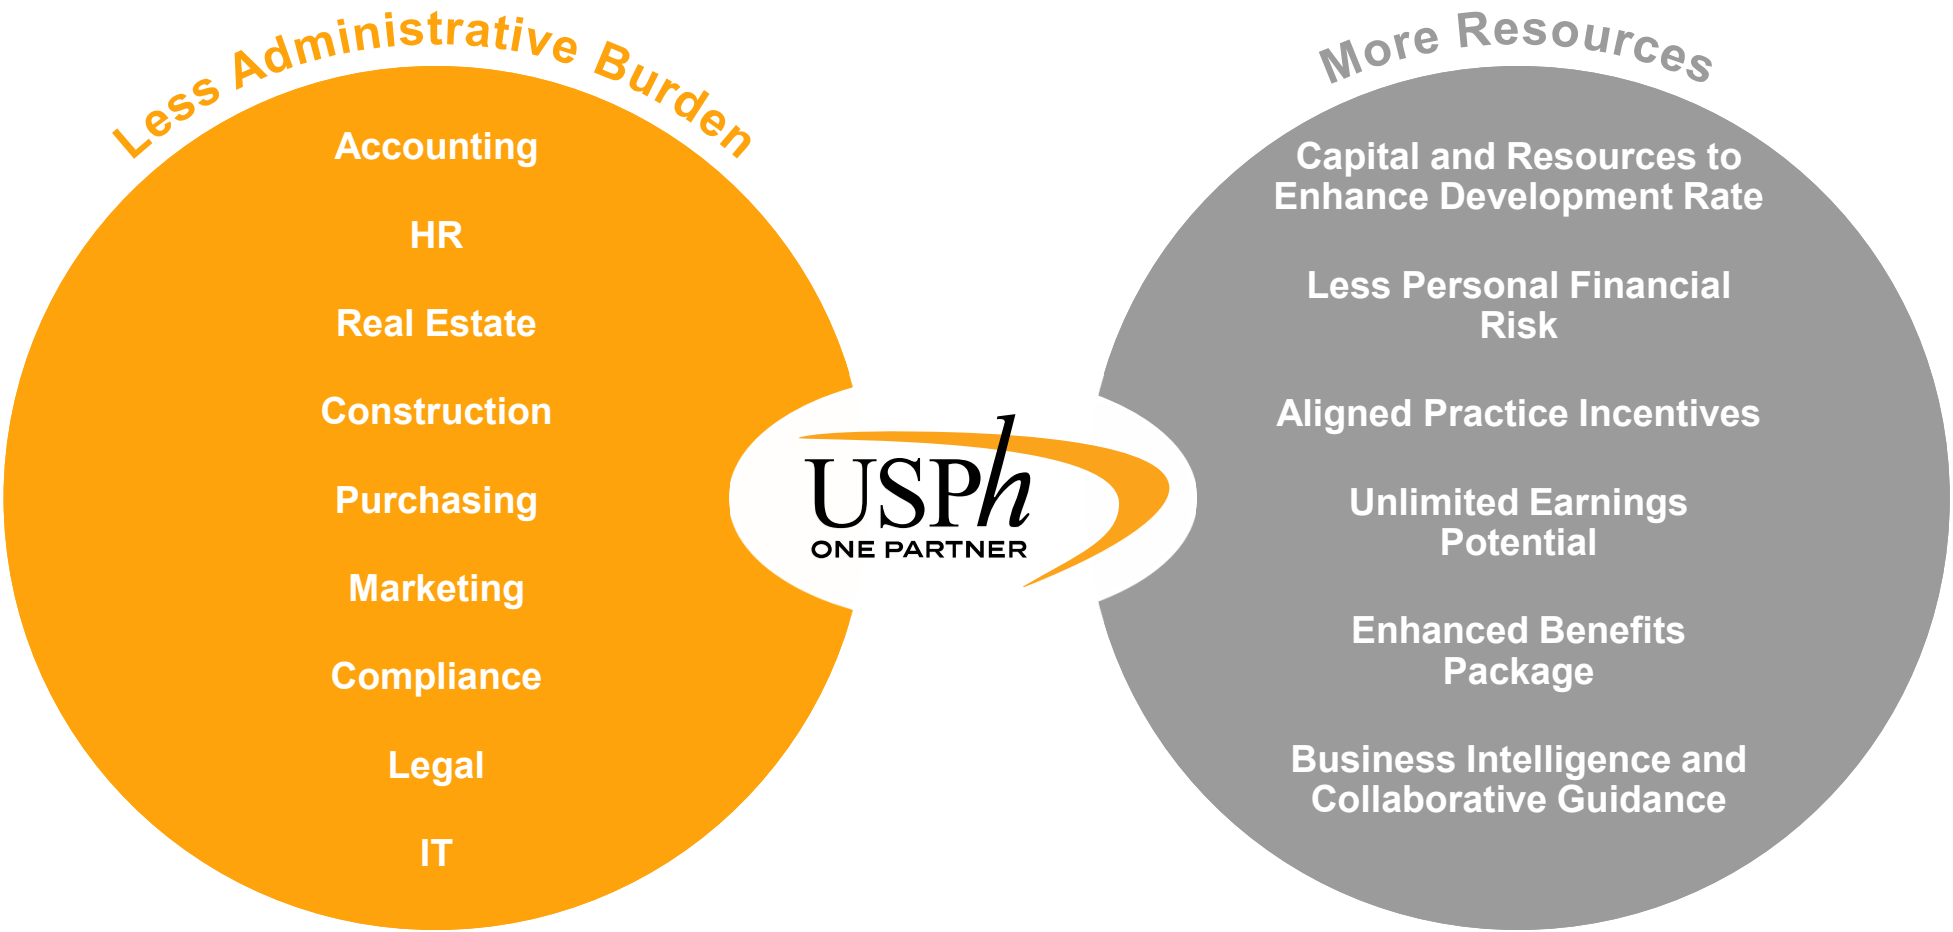 Less Administrative Burden
Accounting
HR
Real Estate
Construction
Purchasing
Marketing
Compliance
Legal
IT
USPh
ONE PARTNER
More Resources
Capital and Resources to
Enhance Development Rate
Less Personal Financial
Risk
Aligned Practice Incentives
Unlimited Earnings
Potential
Enhanced Benefits
Package
Business Intelligence and
Collaborative Guidance